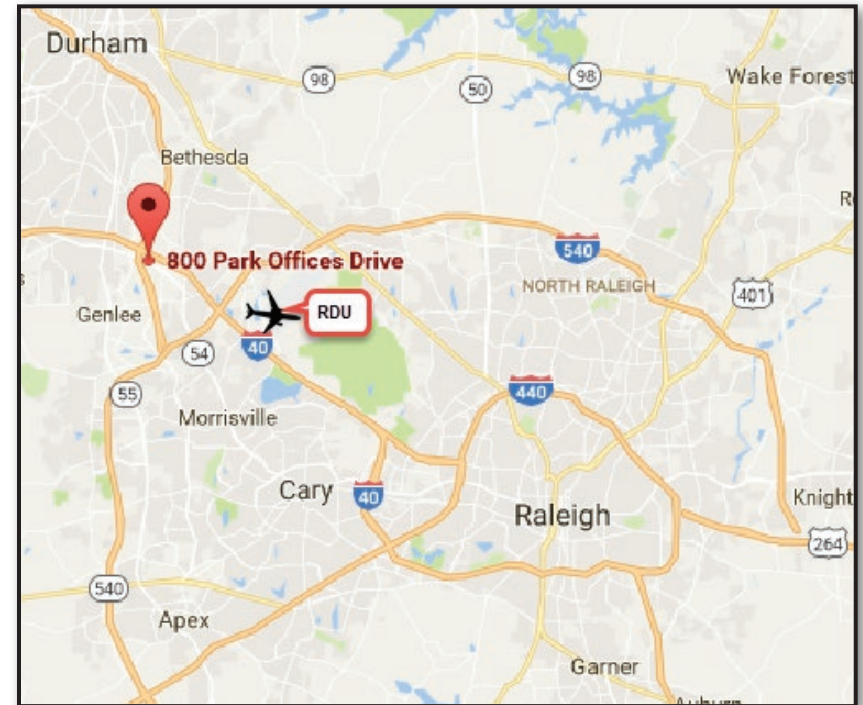 Durham
98
98
50
Wake Forest
Bethesda
R
800 Park Offices Drive
540
NORTH RALEIGH
401
Genlee
RDU
54
40
440
55
Morrisville
Cary
40
Raleigh
Knight
264
540
Apex
Garner